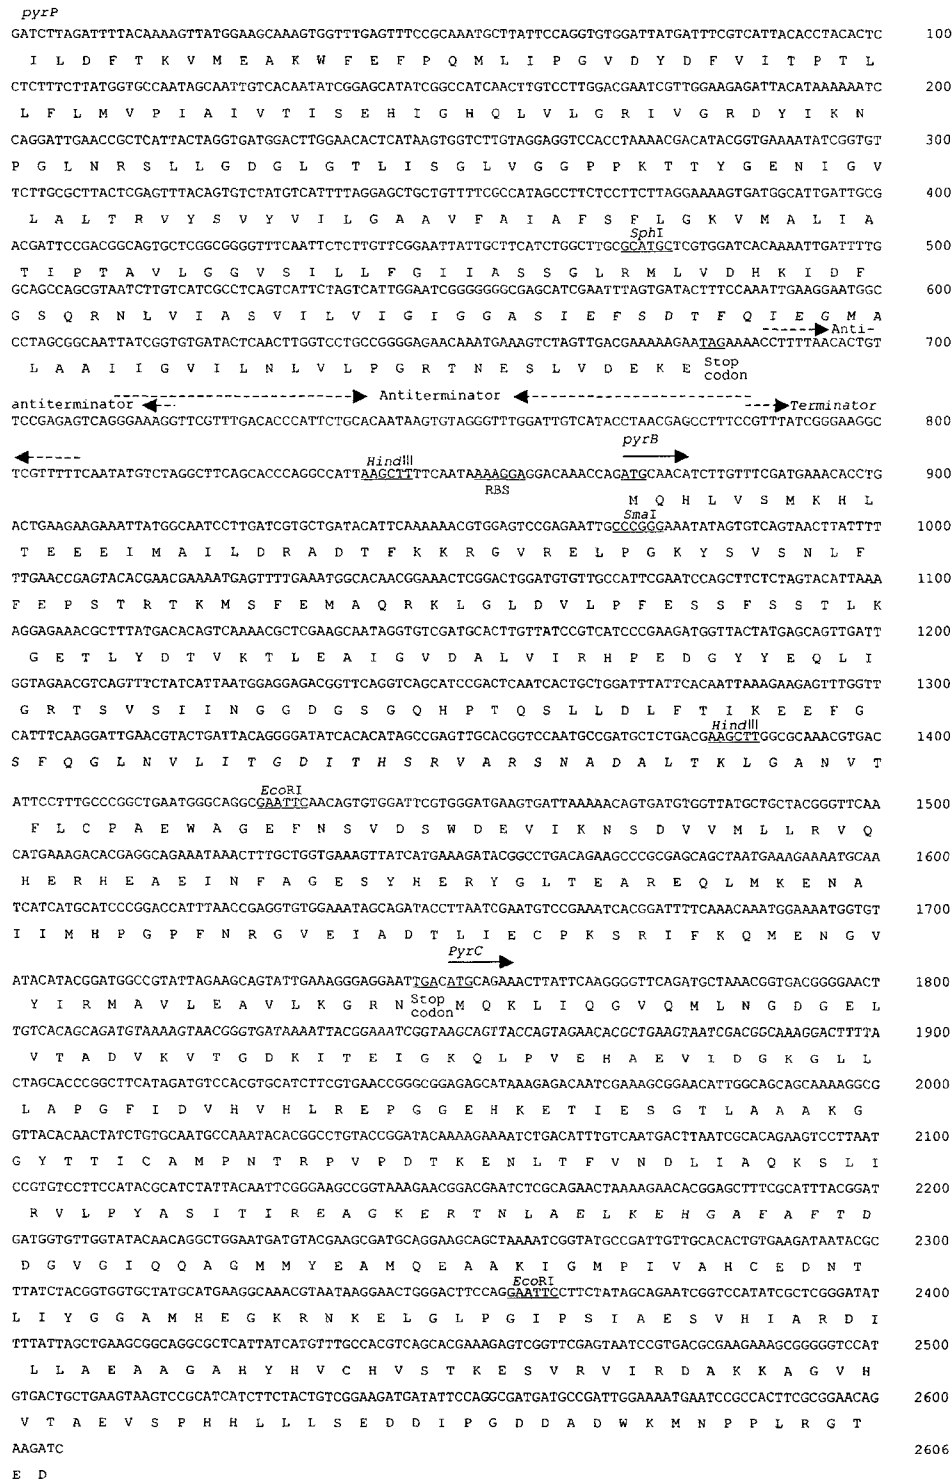 pyrP
GATCTTAGATTTTACAAAAGTTATGGAAGCAAAGTGGTTTGAGTTTCCGCAAATGCTTATTCCAGGTGTGGATTATGATTTCGTCATTACACCTACACTC 100
I L D F T K V M E A K W F E F P Q M L I P G V D Y D F V I T P T L
CTCTTTCTTATGGTGCCAATAGCAATTGTCACAATATCGGAGCATATCGGCCATCAACTTGTCCTTGGACGAATCGTTGGAAGAGATTACATAAAAAATC 200
L F L M V P I A I V T I S E H I G H Q L V L G R I V G R D Y I K N
CAGGATTGAACCGCTCATTACTAGGTGATGGACTTGGAACACTCATAAGTGGTCTTGTAGGAGGTCCACCTAAAACGACATACGGTGAAAATATCGGTGT 300
P G L N R S L L G D G L G T L I S G L V G G P P K T T Y G E N I G V
TCTTGCGCTTACTCGAGTTTACAGTGTCTATGTCATTTTAGGAGCTGCTGTTTTCGCCATAGCCTTCTCCTTCTTAGGAAAAGTGATGGCATTGATTGCG 400
L A L T R V Y S V Y V I L G A A V F A I A F S F L G K V M A L I A
SphI
ACGATTCCGACGGCAGTGCTCGGCGGGGTTTCAATTCTCTTGTTCGGAATTATTGCTTCATCTGGCTTGCGCATGCTCGTGGATCACAAAATTGATTTTG 500
T I P T A V L G G V S I L L F G I I A S S G L R M L V D H K I D F
GCAGCCAGCGTAATCTTGTCATCGCCTCAGTCATTCTAGTCATTGGAATCGGGGGGGCGAGCATCGAATTTAGTGATACTTTCCAAATTGAAGGAATGGC 600
G S Q R N L V I A S V I L V I G I G G A S I E F S D T F Q I E G M A
Anti-
CCTAGCGGCAATTATCGGTGTGATACTCAACTTGGTCCTGCCGGGGAGAACAAATGAAAGTCTAGTTGACGAAAAAGAATAGAAAACCTTTTAACACTGT 700
L A A I I G V I L N L V L P G R T N E S L V D E K E Stop codon
antiterminator Antiterminator Terminator
TCCGAGAGTCAGGGAAAGGTTCGTTTGACACCCATTCTGCACAATAAGTGTAGGGTTTGGATTGTCATACCTAACGAGCCTTTCCGTTTATCGGGAAGGC 800
HindIII pyrB
TCGTTTTTCAATATGTCTAGGCTTCAGCACCCAGGCCATTAAGCTTTTCAATAAAAGGAGGACAAACCAGATGCAACATCTTGTTTCGATGAAACACCTG 900
RBS M Q H L V S M K H L
SmaI
ACTGAAGAAGAAATTATGGCAATCCTTGATCGTGCTGATACATTCAAAAAACGTGGAGTCCGAGAATTGCCCGGGAAATATAGTGTCAGTAACTTATTTT 1000
T E E E I M A I L D R A D T F K K R G V R E L P G K Y S V S N L F
TTGAACCGAGTACACGAACGAAAATGAGTTTTGAAATGGCACAACGGAAACTCGGACTGGATGTGTTGCCATTCGAATCCAGCTTCTCTAGTACATTAAA 1100
F E P S T R T K M S F E M A Q R K L G L D V L P F E S S F S S T L K
AGGAGAAACGCTTTATGACACAGTCAAAACGCTCGAAGCAATAGGTGTCGATGCACTTGTTATCCGTCATCCCGAAGATGGTTACTATGAGCAGTTGATT 1200
G E T L Y D T V K T L E A I G V D A L V I R H P E D G Y Y E Q L I
GGTAGAACGTCAGTTTCTATCATTAATGGAGGAGACGGTTCAGGTCAGCATCCGACTCAATCACTGCTGGATTTATTCACAATTAAAGAAGAGTTTGGTT 1300
G R T S V S I I N G G D G S G Q H P T Q S L L D L F T I K E E F G
HindIII
CATTTCAAGGATTGAACGTACTGATTACAGGGGATATCACACATAGCCGAGTTGCACGGTCCAATGCCGATGCTCTGACGAAGCTTGGCGCAAACGTGAC 1400
S F Q G L N V L I T G D I T H S R V A R S N A D A L T K L G A N V T
EcoRI
ATTCCTTTGCCCGGCTGAATGGGCAGGCGAATTCAACAGTGTGGATTCGTGGGATGAAGTGATTAAAAACAGTGATGTGGTTATGCTGCTACGGGTTCAA 1500
F L C P A E W A G E F N S V D S W D E V I K N S D V V M L L R V Q
CATGAAAGACACGAGGCAGAAATAAACTTTGCTGGTGAAAGTTATCATGAAAGATACGGCCTGACAGAAGCCCGCGAGCAGCTAATGAAAGAAAATGCAA 1600
H E R H E A E I N F A G E S Y H E R Y G L T E A R E Q L M K E N A
TCATCATGCATCCCGGACCATTTAACCGAGGTGTGGAAATAGCAGATACCTTAATCGAATGTCCGAAATCACGGATTTTCAAACAAATGGAAAATGGTGT 1700
I I M H P G P F N R G V E I A D T L I E C P K S R I F K Q M E N G V
PyrC
ATACATACGGATGGCCGTATTAGAAGCAGTATTGAAAGGGAGGAATTGACATGCAGAAACTTATTCAAGGGGTTCAGATGCTAAACGGTGACGGGGAACT 1800
Y I R M A V L E A V L K G R N Stop codon M Q K L I Q G V Q M L N G D G E L
TGTCACAGCAGATGTAAAAGTAACGGGTGATAAAATTACGGAAATCGGTAAGCAGTTACCAGTAGAACACGCTGAAGTAATCGACGGCAAAGGACTTTTA 1900
V T A D V K V T G D K I T E I G K Q L P V E H A E V I D G K G L L
CTAGCACCCGGCTTCATAGATGTCCACGTGCATCTTCGTGAACCGGGCGGAGAGCATAAAGAGACAATCGAAAGCGGAACATTGGCAGCAGCAAAAGGCG 2000
L A P G F I D V H V H L R E P G G E H K E T I E S G T L A A A K G
GTTACACAACTATCTGTGCAATGCCAAATACACGGCCTGTACCGGATACAAAAGAAAATCTGACATTTGTCAATGACTTAATCGCACAGAAGTCCTTAAT 2100
G Y T T I C A M P N T R P V P D T K E N L T F V N D L I A Q K S L I
CCGTGTCCTTCCATACGCATCTATTACAATTCGGGAAGCCGGTAAAGAACGGACGAATCTCGCAGAACTAAAAGAACACGGAGCTTTCGCATTTACGGAT 2200
R V L P Y A S I T I R E A G K E R T N L A E L K E H G A F A F T D
GATGGTGTTGGTATACAACAGGCTGGAATGATGTACGAAGCGATGCAGGAAGCAGCTAAAATCGGTATGCCGATTGTTGCACACTGTGAAGATAATACGC 2300
D G V G I Q Q A G M M Y E A M Q E A A K I G M P I V A H C E D N T
EcoRI
TTATCTACGGTGGTGCTATGCATGAAGGCAAACGTAATAAGGAACTGGGACTTCCAGGAATTCCTTCTATAGCAGAATCGGTCCATATCGCTCGGGATAT 2400
L I Y G G A M H E G K R N K E L G L P G I P S I A E S V H I A R D I
TTTATTAGCTGAAGCGGCAGGCGCTCATTATCATGTTTGCCACGTCAGCACGAAAGAGTCGGTTCGAGTAATCCGTGACGCGAAGAAAGCGGGGGTCCAT 2500
L L A E A A G A H Y H V C H V S T K E S V R V I R D A K K A G V H
GTGACTGCTGAAGTAAGTCCGCATCATCTTCTACTGTCGGAAGATGATATTCCAGGCGATGATGCCGATTGGAAAATGAATCCGCCACTTCGCGGAACAG 2600
V T A E V S P H H L L L S E D D I P G D D A D W K M N P P L R G T
AAGATC 2606
E D